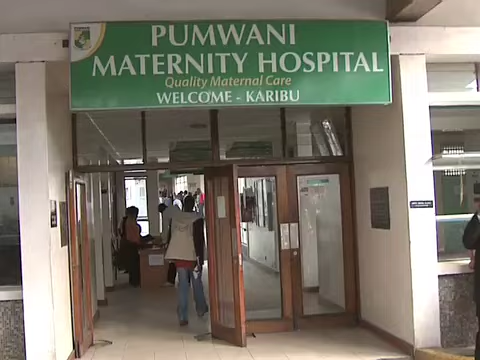 PUMWANI
MATERNITY HOSPITAL
Quality Maternal Care
WELCOME - KARIBU